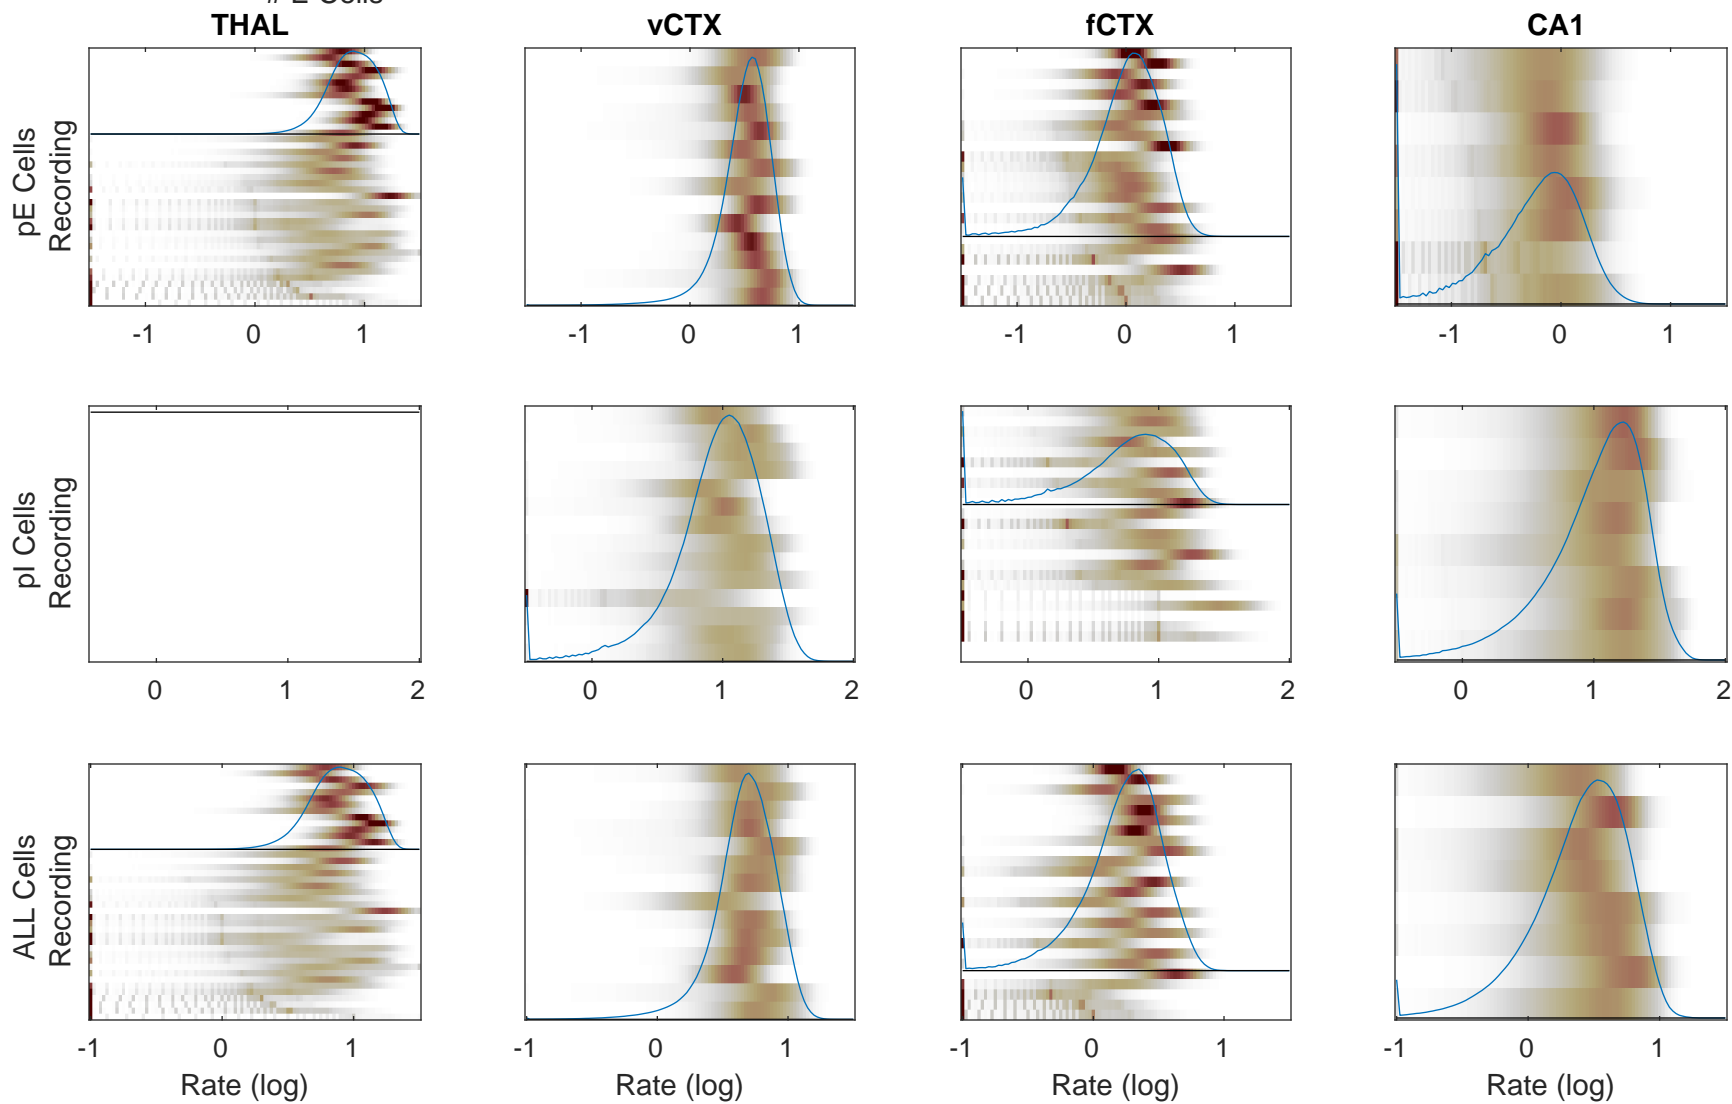 THAL vCTX fCTX CA1
pE Cells
Recording
-1 0 1 -1 0 1 -1 0 1 -1 0 1
pI Cells
Recording
0 1 2 0 1 2 0 1 2 0 1 2
ALL Cells
Recording
-1 0 1 -1 0 1 -1 0 1 -1 0 1
Rate (log) Rate (log) Rate (log) Rate (log)